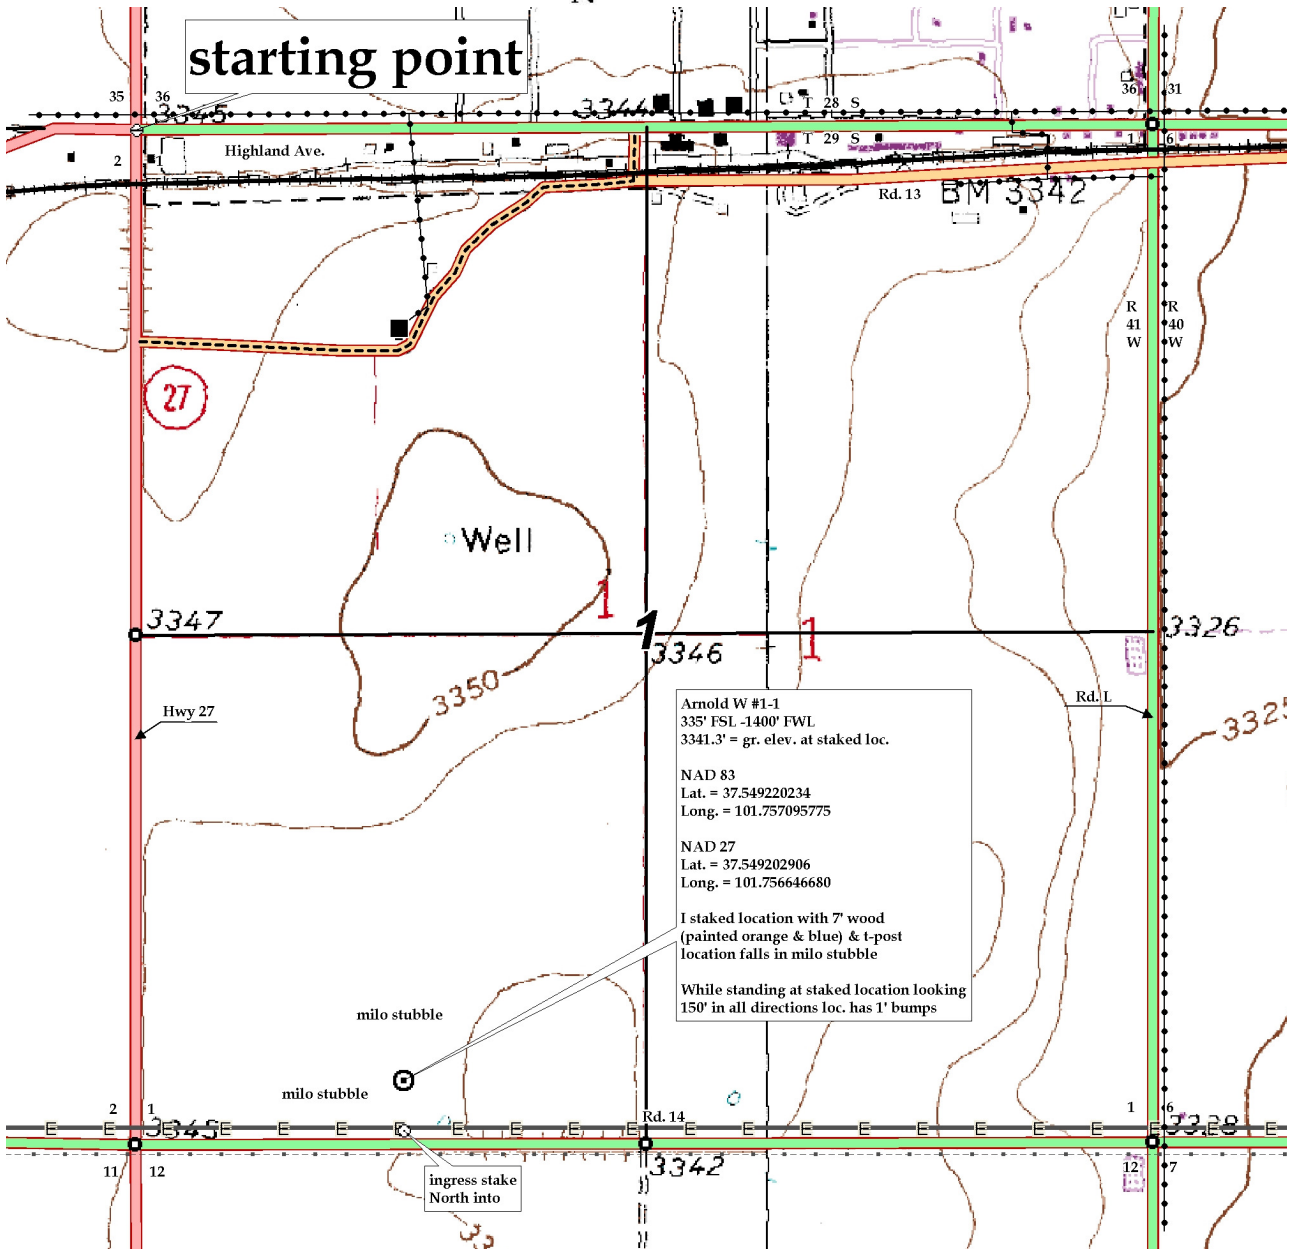 starting point
35 36
3345
3344
T 28 S
36 31
2 1
Highland Ave.
T 29 S
1 6
Rd. 13
BM 3342
R
41
W
R
40
W
27
Well
1
1
1
3347
3346
3326
3350
Hwy 27
Rd. L
3325
Arnold W #1-1
335' FSL -1400' FWL
3341.3' = gr. elev. at staked loc.
NAD 83
Lat. = 37.549220234
Long. = 101.757095775
NAD 27
Lat. = 37.549202906
Long. = 101.756646680
I staked location with 7' wood
(painted orange & blue) & t-post
location falls in milo stubble
While standing at staked location looking
150' in all directions loc. has 1' bumps
milo stubble
milo stubble
2 1
3343
Rd. 14
1 6
3328
E E E E E E E E E E E
11 12
3342
12 7
ingress stake
North into
33